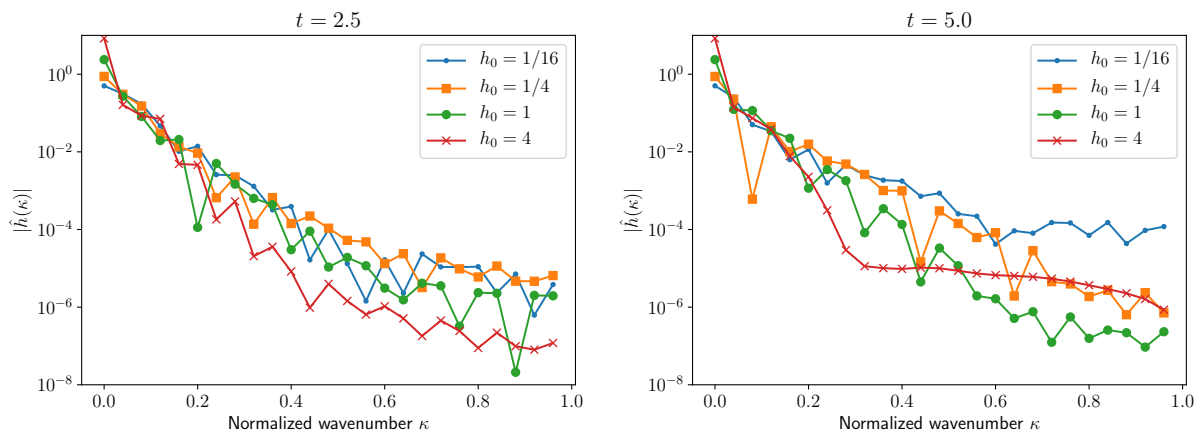 t = 2.5
10⁰
10⁻²
10⁻⁴
10⁻⁶
10⁻⁸
|ĥ(κ)|
h₀ = 1/16
h₀ = 1/4
h₀ = 1
h₀ = 4
0.0 0.2 0.4 0.6 0.8 1.0
Normalized wavenumber κ
t = 5.0
10⁰
10⁻²
10⁻⁴
10⁻⁶
10⁻⁸
|ĥ(κ)|
h₀ = 1/16
h₀ = 1/4
h₀ = 1
h₀ = 4
0.0 0.2 0.4 0.6 0.8 1.0
Normalized wavenumber κ